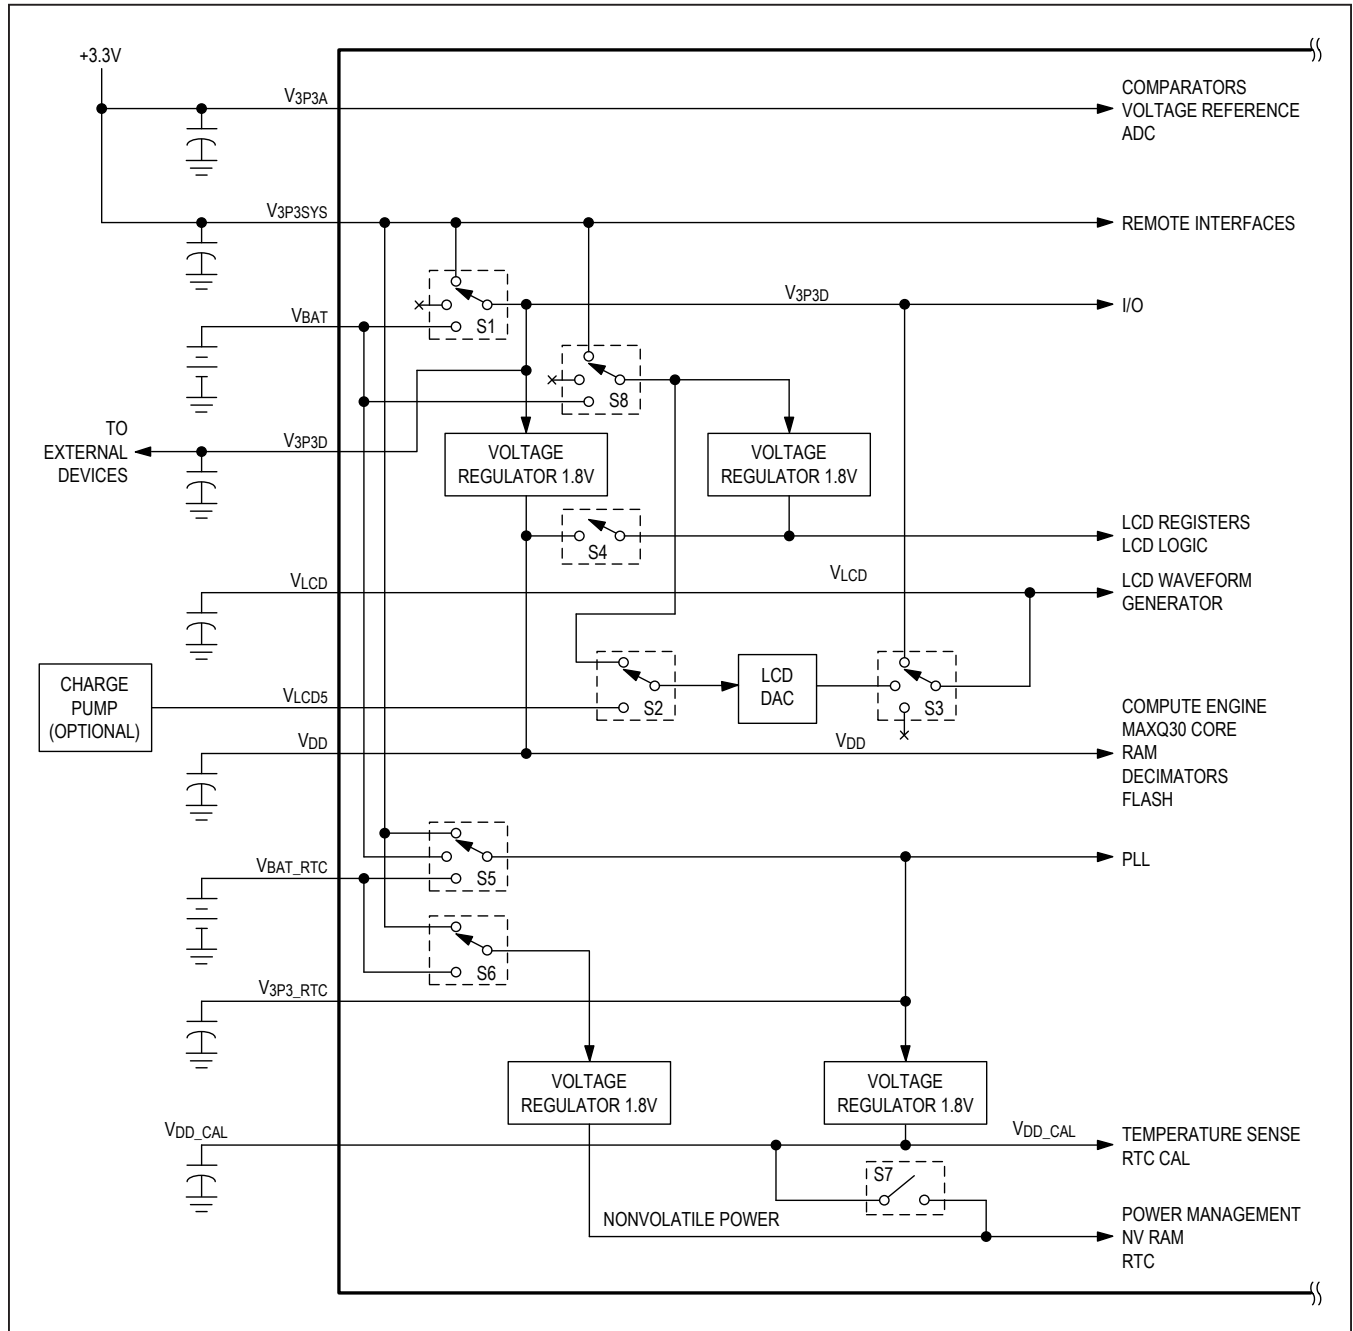 +3.3V
V3P3A
COMPARATORS
VOLTAGE REFERENCE
ADC
V3P3SYS
REMOTE INTERFACES
V3P3D
I/O
VBAT
S1
S8
TO
EXTERNAL
DEVICES
V3P3D
VOLTAGE
REGULATOR 1.8V
VOLTAGE
REGULATOR 1.8V
S4
LCD REGISTERS
LCD LOGIC
VLCD
VLCD
LCD WAVEFORM
GENERATOR
CHARGE
PUMP
(OPTIONAL)
VLCD5
S2
LCD
DAC
S3
VDD
VDD
COMPUTE ENGINE
MAXQ30 CORE
RAM
DECIMATORS
FLASH
VBAT_RTC
S5
PLL
S6
V3P3_RTC
VOLTAGE
REGULATOR 1.8V
VOLTAGE
REGULATOR 1.8V
VDD_CAL
VDD_CAL
TEMPERATURE SENSE
RTC CAL
S7
NONVOLATILE POWER
POWER MANAGEMENT
NV RAM
RTC